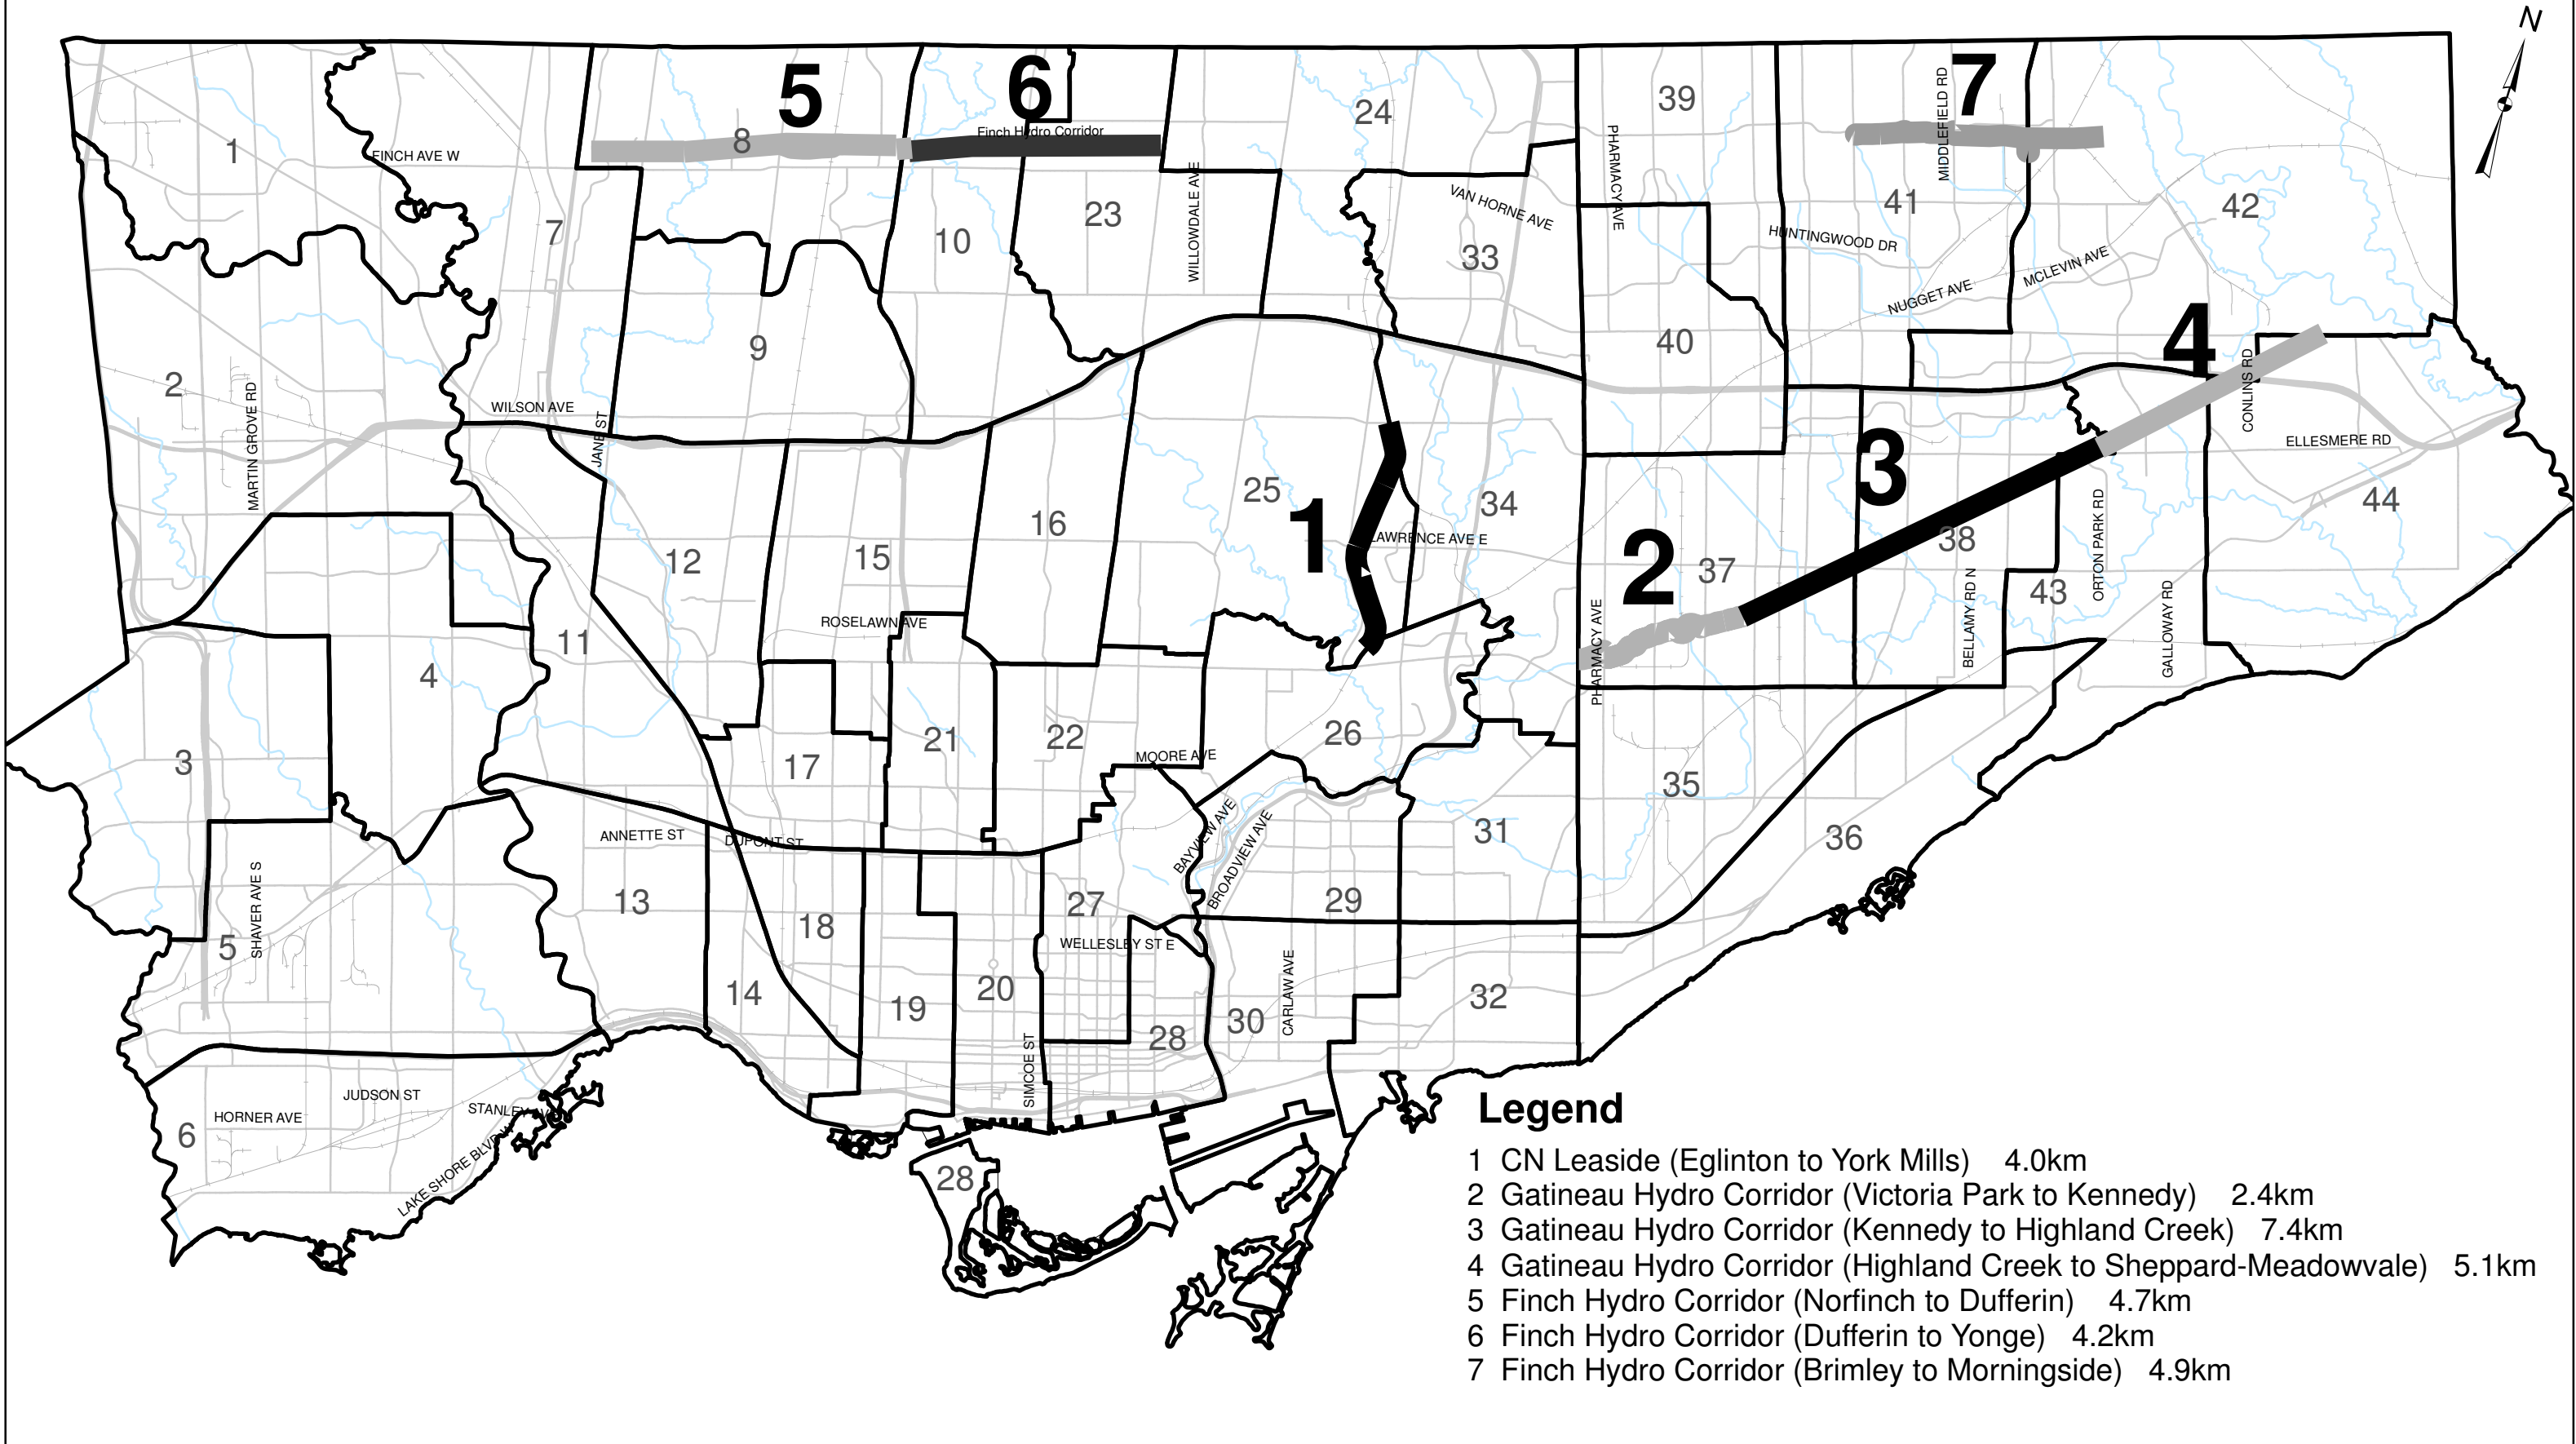 N
5
6
7
39
24
MIDDLEFIELD RD
Finch Hydro Corridor
8
1
FINCH AVE W
PHARMACY AVE
VAN HORNE AVE
41
42
23
WILLOWDALE AVE
7
10
HUNTINGWOOD DR
33
MCLEVIN AVE
NUGGET AVE
4
9
40
2
MARTIN GROVE RD
WILSON AVE
JANE ST
CONLINS RD
ELLESMERE RD
3
25
34
44
1
16
LAWRENCE AVE E
38
12
15
2
37
43
ORTON PARK RD
BELLAMY RD N
GALLOWAY RD
ROSELAWN AVE
11
PHARMACY AVE
4
3
21
22
26
MOORE AVE
17
35
ANNETTE ST
DUPONT ST
BAYVIEW AVE
BROADVIEW AVE
31
36
13
27
29
18
SHAVER AVE S
5
WELLESLEY ST E
14
20
19
CARLAW AVE
30
32
28
SIMCOE ST
JUDSON ST
HORNER AVE
STANLEY AVE
6
LAKE SHORE BLVD W
28
Legend
1 CN Leaside (Eglinton to York Mills) 4.0km
2 Gatineau Hydro Corridor (Victoria Park to Kennedy) 2.4km
3 Gatineau Hydro Corridor (Kennedy to Highland Creek) 7.4km
4 Gatineau Hydro Corridor (Highland Creek to Sheppard-Meadowvale) 5.1km
5 Finch Hydro Corridor (Norfinch to Dufferin) 4.7km
6 Finch Hydro Corridor (Dufferin to Yonge) 4.2km
7 Finch Hydro Corridor (Brimley to Morningside) 4.9km